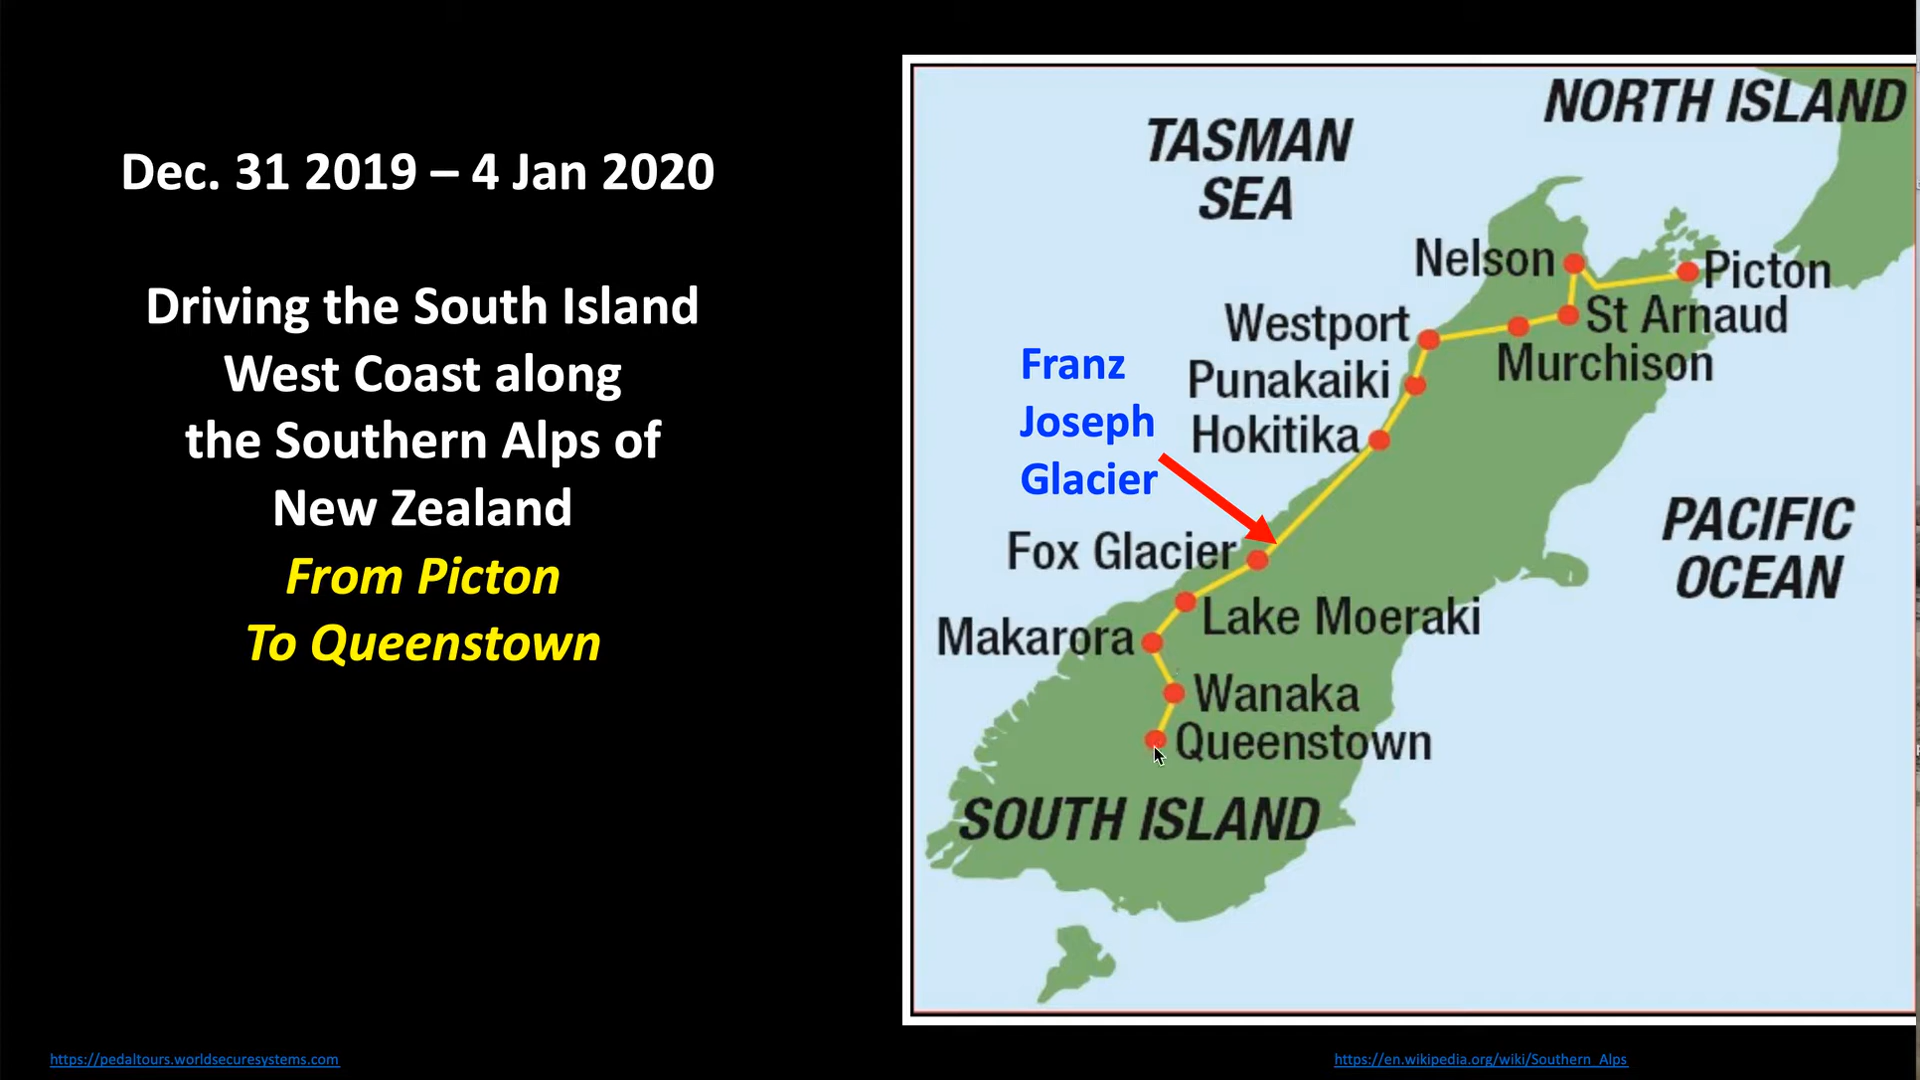 Dec. 31 2019 – 4 Jan 2020
Driving the South Island
West Coast along
the Southern Alps of
New Zealand
From Picton
To Queenstown
NORTH ISLAND
TASMAN
SEA
Nelson
Picton
Westport
St Arnaud
Murchison
Franz
Joseph
Glacier
Punakaiki
Hokitika
PACIFIC
OCEAN
Fox Glacier
Lake Moeraki
Makarora
Wanaka
Queenstown
SOUTH ISLAND
https://pedaltours.worldsecuresystems.com
https://en.wikipedia.org/wiki/Southern_Alps